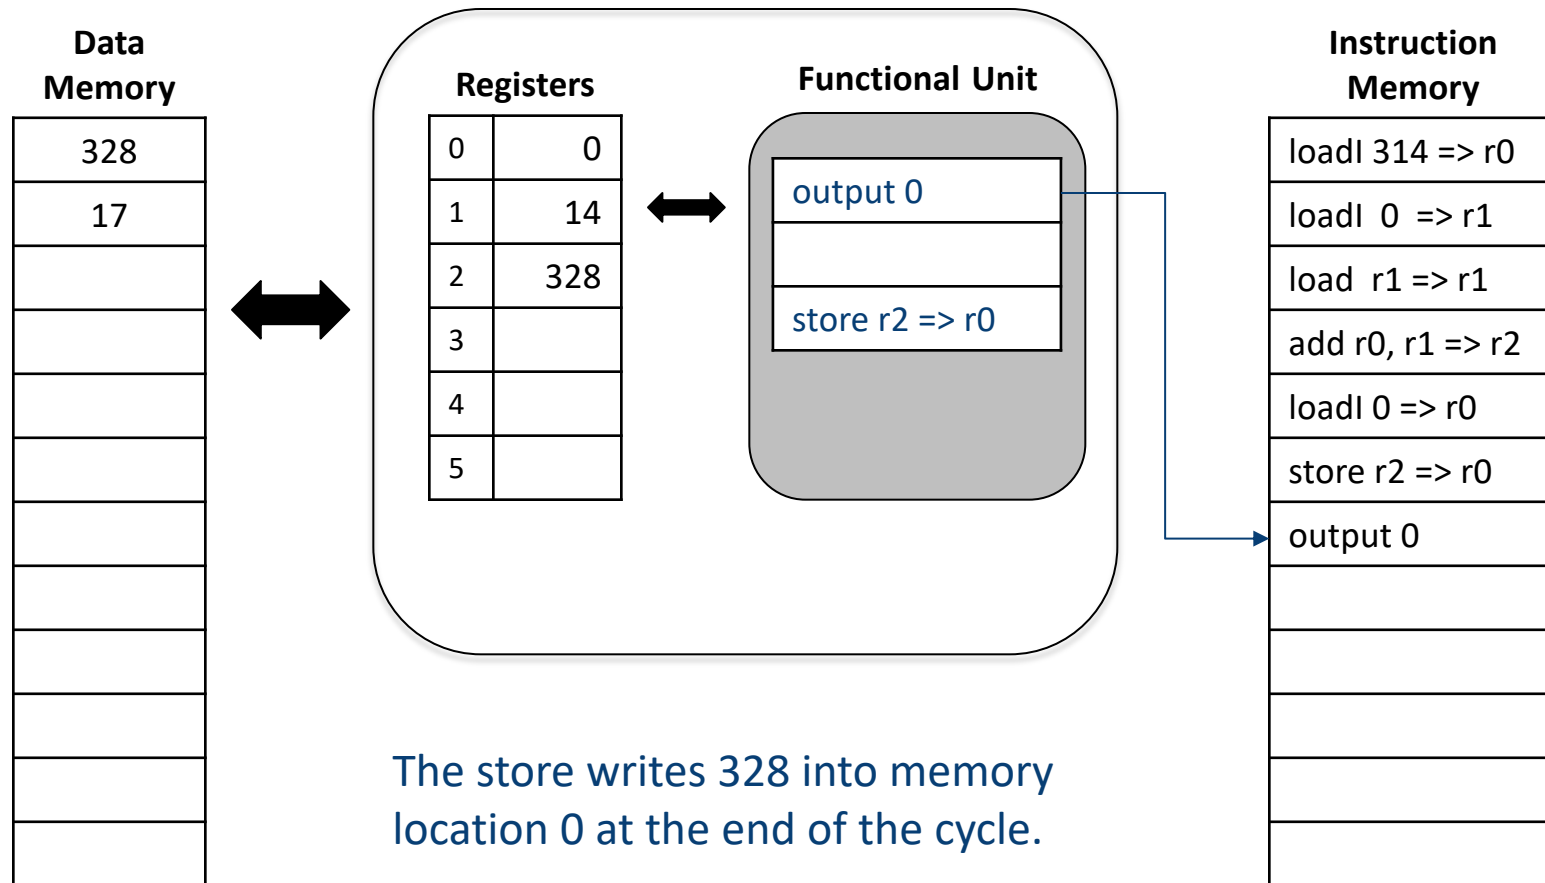 Data
Memory
328
17
Registers
0 0
1 14
2 328
3
4
5
Functional Unit
output 0
store r2 => r0
Instruction
Memory
loadI 314 => r0
loadI 0 => r1
load r1 => r1
add r0, r1 => r2
loadI 0 => r0
store r2 => r0
output 0
The store writes 328 into memory
location 0 at the end of the cycle.